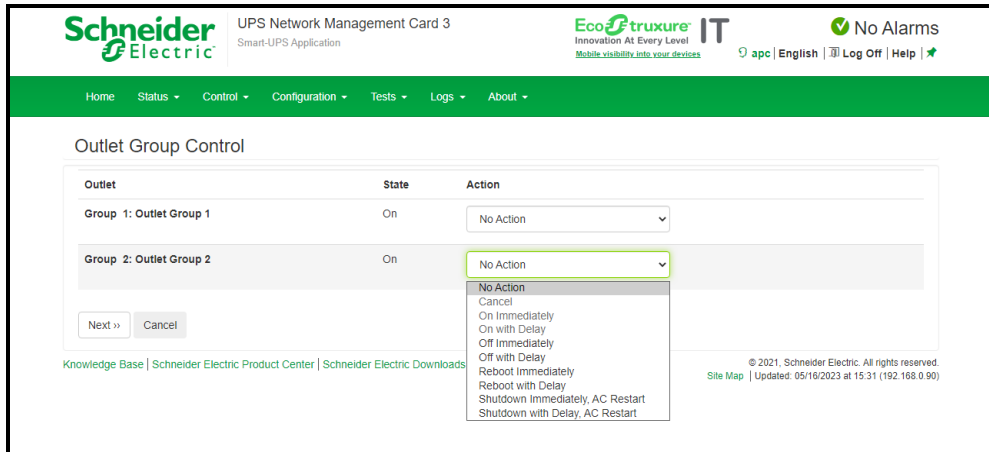 Schneider Electric
UPS Network Management Card 3
Smart-UPS Application
EcoStruxure IT
Innovation At Every Level
Mobile visibility into your devices
No Alarms
apc | English | Log Off | Help |
Home Status Control Configuration Tests Logs About
Outlet Group Control
Outlet State Action
Group 1: Outlet Group 1 On No Action
Group 2: Outlet Group 2 On No Action
No Action
Cancel
On Immediately
On with Delay
Off Immediately
Off with Delay
Reboot Immediately
Reboot with Delay
Shutdown Immediately, AC Restart
Shutdown with Delay, AC Restart
Next ›› Cancel
Knowledge Base | Schneider Electric Product Center | Schneider Electric Downloads
© 2021, Schneider Electric. All rights reserved.
Site Map | Updated: 05/16/2023 at 15:31 (192.168.0.90)